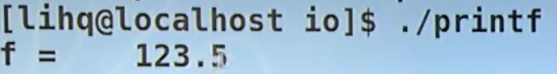 [lihq@localhost io]$ ./printf
f =     123.5